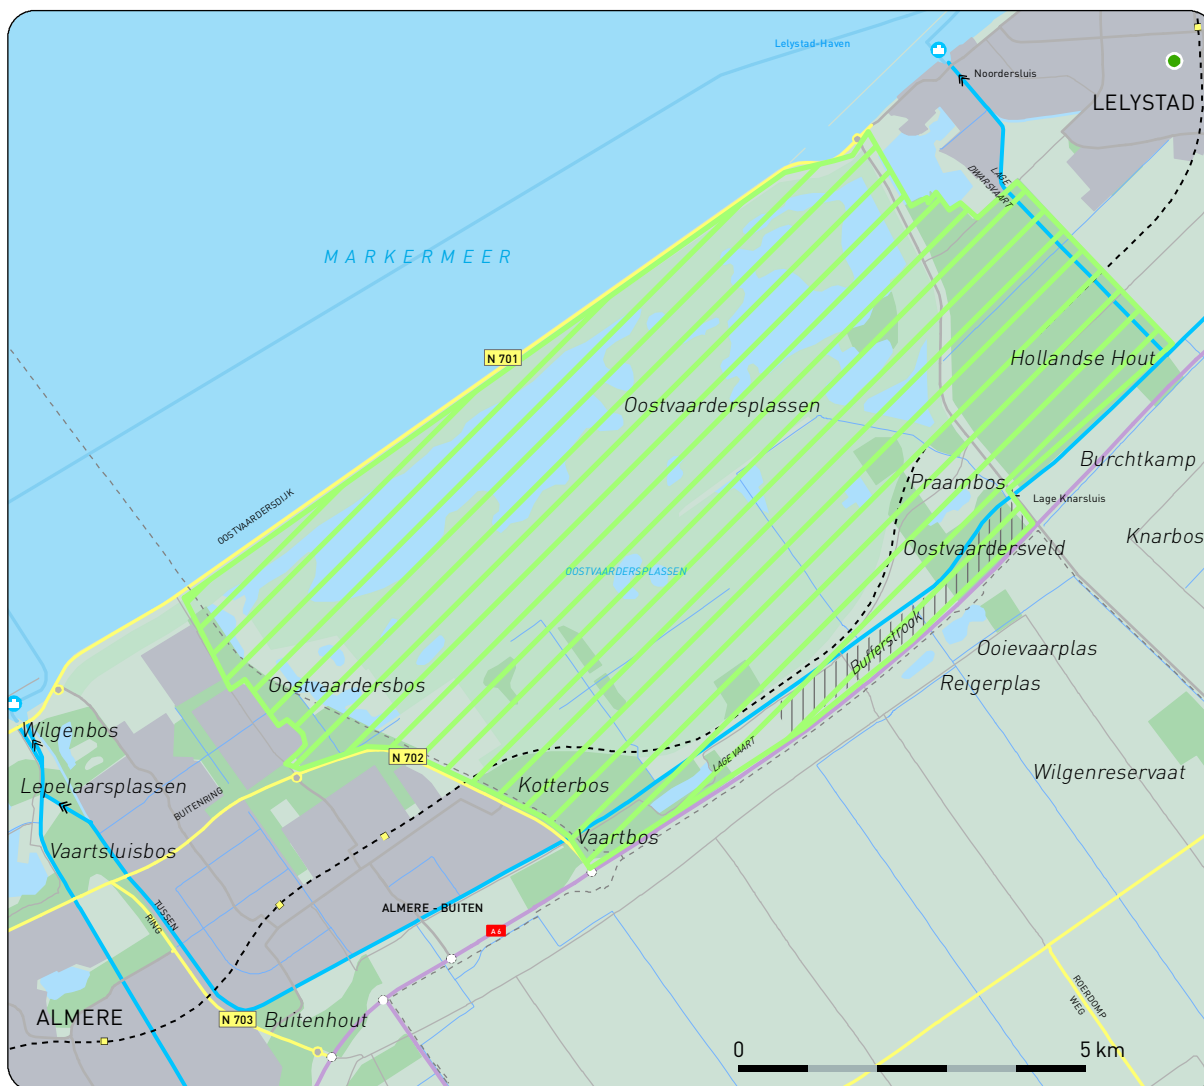 Lelystad-Haven
Noordersluis
LELYSTAD
LAGE
DWARSVAART
MARKERMEER
N 701
Hollandse Hout
Oostvaardersplassen
Burchtkamp
Praambos
Lage Knarsluis
OOSTVAARDERSDIJK
Knarbos
Oostvaardersveld
OOSTVAARDERSPLASSEN
Bufferstrook
Ooievaarplas
Reigerplas
Oostvaardersbos
Wilgenbos
N 702
LAGE VAART
Wilgenreservaat
Lepelaarsplassen
Kotterbos
BUITENRING
Vaartbos
Vaartsluisbos
ALMERE - BUITEN
TUSSEN
RING
A 6
ROERDOMP
WEG
ALMERE
N 703
Buitenhout
0 5 km